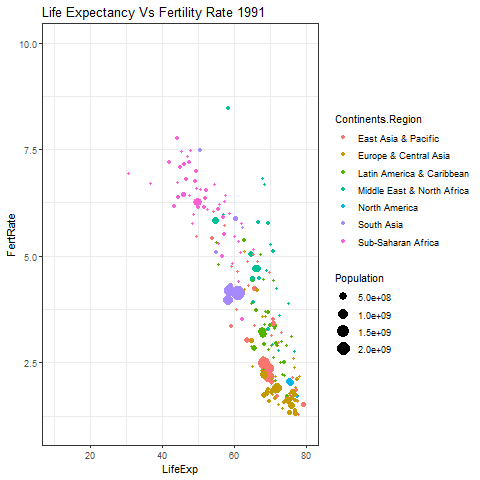 Life Expectancy Vs Fertility Rate 1991
10.0
7.5
5.0
2.5
FertRate
20
40
60
80
LifeExp
Continents.Region
East Asia & Pacific
Europe & Central Asia
Latin America & Caribbean
Middle East & North Africa
North America
South Asia
Sub-Saharan Africa
Population
5.0e+08
1.0e+09
1.5e+09
2.0e+09